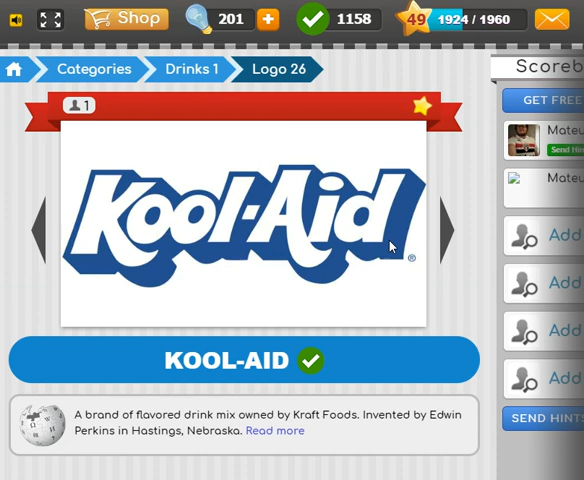 Shop
201
1158
49
1924 / 1960
Categories
Drinks 1
Logo 26
Scoreb
GET FREE
1
Mateu
Send Hin
Mateu
Kool-Aid
®
Add
Add
Add
Add
KOOL-AID
A brand of flavored drink mix owned by Kraft Foods. Invented by Edwin
Perkins in Hastings, Nebraska. Read more
SEND HINTS